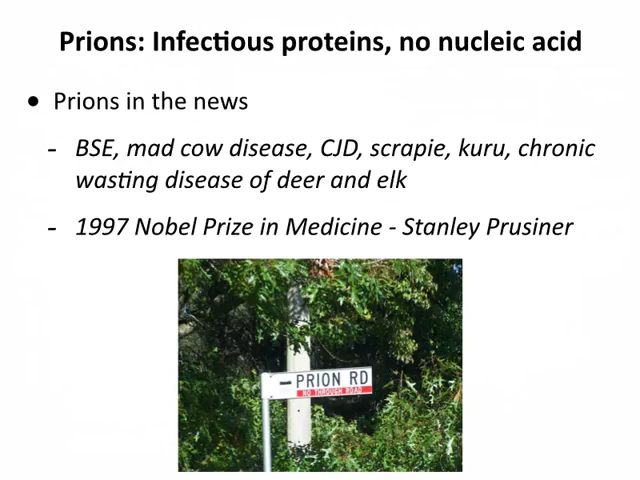 Prions: Infectious proteins, no nucleic acid
• Prions in the news
- BSE, mad cow disease, CJD, scrapie, kuru, chronic
wasting disease of deer and elk
- 1997 Nobel Prize in Medicine - Stanley Prusiner
PRION RD
NO THROUGH ROAD